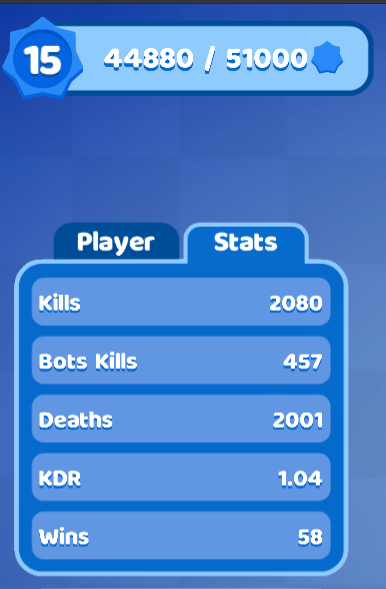 15
44880 / 51000
Player Stats
Kills 2080
Bots Kills 457
Deaths 2001
KDR 1.04
Wins 58